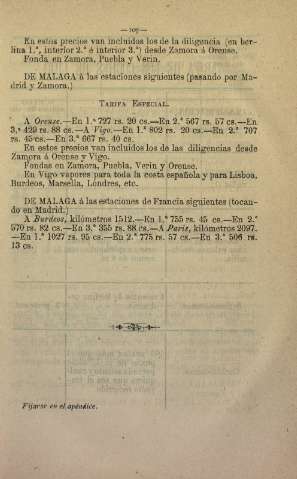 — 107 —
En estos precios van incluidos los de la diligencia (en ber-
lina 1.ª, interior 2.ª é interior 3.ª) desde Zamora á Orense.
Fonda en Zamora, Puebla y Verin.
DE MALAGA á las estaciones siguientes (pasando por Ma-
drid y Zamora.)
TARIFA ESPECIAL.
A Orense.—En 1.ª 727 rs. 20 cs.—En 2.ª 567 rs. 57 cs.—En
3.ª 429 rs. 88 cs.—A Vigo.—En 1.ª 802 rs. 20 cs.—En 2.ª 707
rs. 45 cs.—En 3.ª 667 rs. 40 cs.
En estos precios van incluidos los de las diligencias desde
Zamora á Orense y Vigo.
Fondas en Zamora, Puebla, Verin y Orense.
En Vigo vapores para toda la costa española y para Lisboa,
Burdeos, Marsella, Lóndres, etc.
DE MALAGA á las estaciones de Francia siguientes (tocan-
do en Madrid.)
A Burdeos, kilómetros 1512.—En 1.ª 755 rs. 45 cs.—En 2.ª
570 rs. 82 cs.—En 3.ª 355 rs. 88 cs.—A Paris, kilómetros 2097.
—En 1.ª 1027 rs. 95 cs.—En 2.ª 775 rs. 57 cs.—En 3.ª 506 rs.
13 cs.
Fijarse en el apéndice.